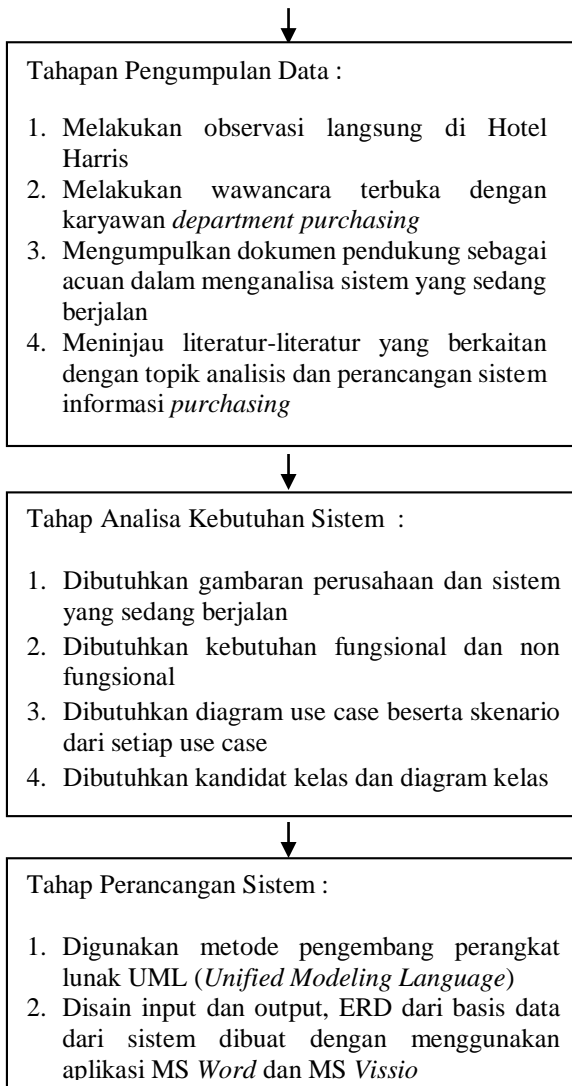 Tahapan Pengumpulan Data :
1. Melakukan observasi langsung di Hotel
Harris
2. Melakukan wawancara terbuka dengan
karyawan department purchasing
3. Mengumpulkan dokumen pendukung sebagai
acuan dalam menganalisa sistem yang sedang
berjalan
4. Meninjau literatur-literatur yang berkaitan
dengan topik analisis dan perancangan sistem
informasi purchasing
Tahap Analisa Kebutuhan Sistem :
1. Dibutuhkan gambaran perusahaan dan sistem
yang sedang berjalan
2. Dibutuhkan kebutuhan fungsional dan non
fungsional
3. Dibutuhkan diagram use case beserta skenario
dari setiap use case
4. Dibutuhkan kandidat kelas dan diagram kelas
Tahap Perancangan Sistem :
1. Digunakan metode pengembang perangkat
lunak UML (Unified Modeling Language)
2. Disain input dan output, ERD dari basis data
dari sistem dibuat dengan menggunakan
aplikasi MS Word dan MS Vissio